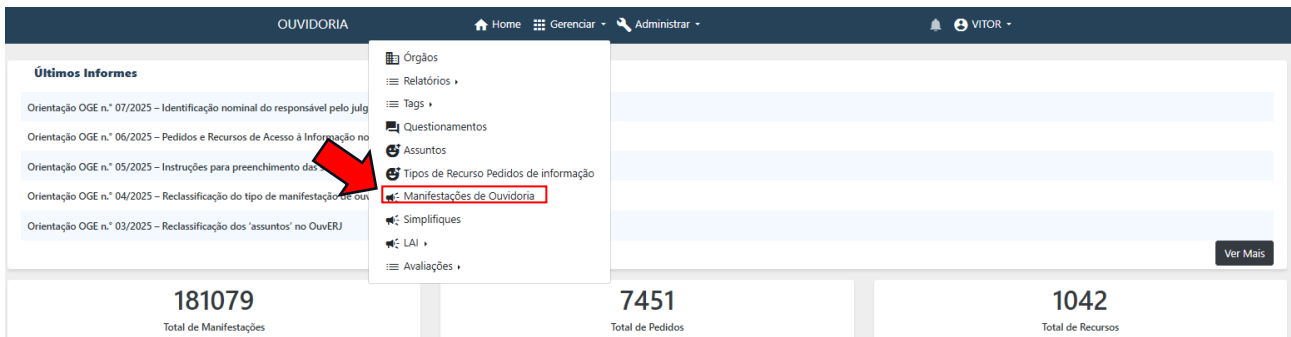 OUVIDORIA Home Gerenciar Administrar VITOR
Órgãos
Relatórios
Tags
Questionamentos
Assuntos
Tipos de Recurso Pedidos de informação
Manifestações de Ouvidoria
Simplifiques
LAI
Avaliações
Últimos Informes
Orientação OGE n.° 07/2025 – Identificação nominal do responsável pelo julg
Orientação OGE n.° 06/2025 – Pedidos e Recursos de Acesso à Informação no
Orientação OGE n.° 05/2025 – Instruções para preenchimento das
Orientação OGE n.° 04/2025 – Reclassificação do tipo de manifestação de ouv
Orientação OGE n.° 03/2025 – Reclassificação dos 'assuntos' no OuvERJ
Ver Mais
181079
Total de Manifestações
7451
Total de Pedidos
1042
Total de Recursos